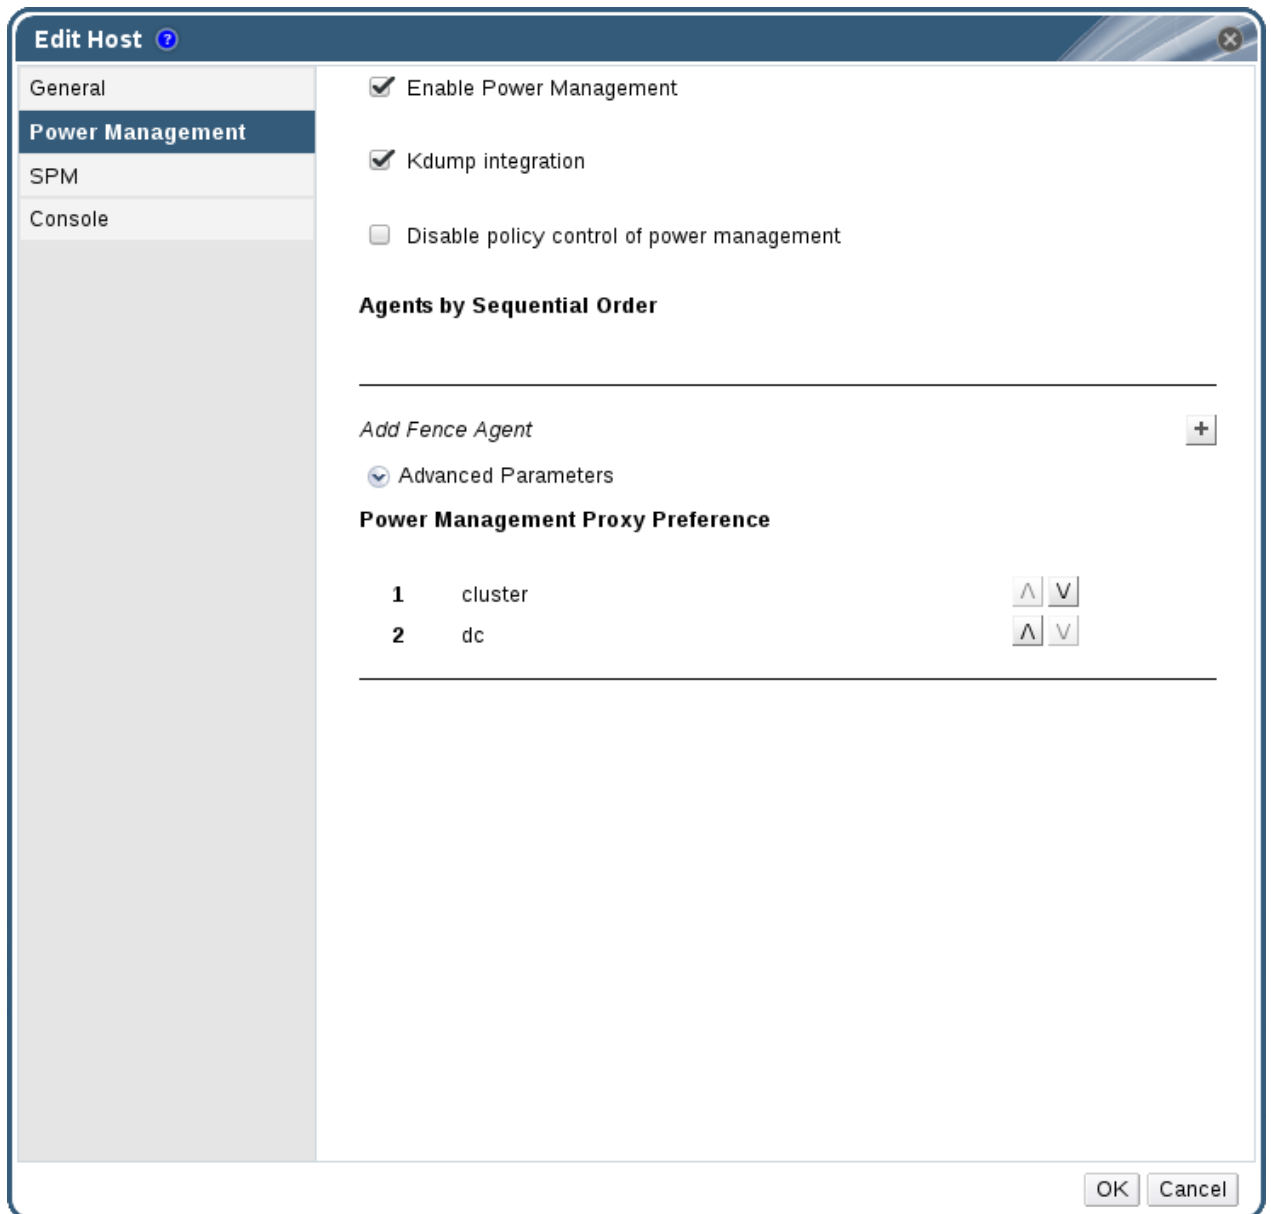 Edit Host ?
General
Power Management
SPM
Console
Enable Power Management
Kdump integration
Disable policy control of power management
Agents by Sequential Order
Add Fence Agent +
Advanced Parameters
Power Management Proxy Preference
1 cluster
2 dc
OK Cancel